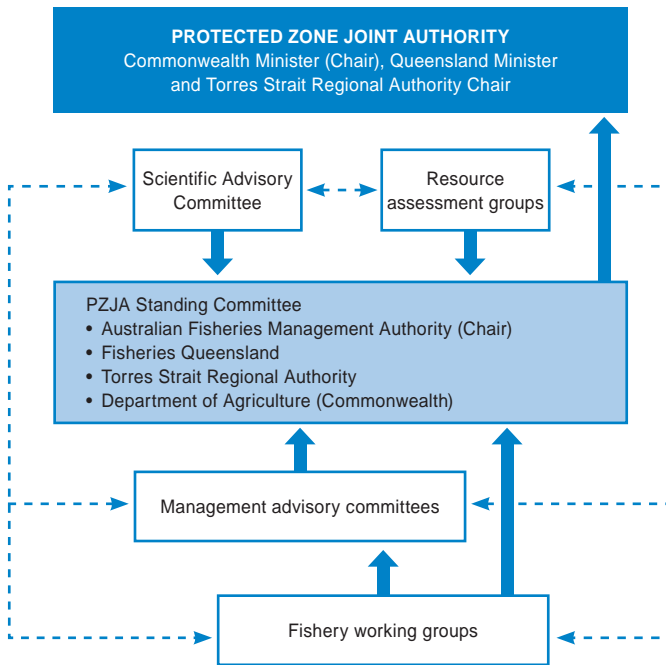 PROTECTED ZONE JOINT AUTHORITY
Commonwealth Minister (Chair), Queensland Minister
and Torres Strait Regional Authority Chair
Scientific Advisory
Committee
Resource
assessment groups
PZJA Standing Committee
• Australian Fisheries Management Authority (Chair)
• Fisheries Queensland
• Torres Strait Regional Authority
• Department of Agriculture (Commonwealth)
Management advisory committees
Fishery working groups